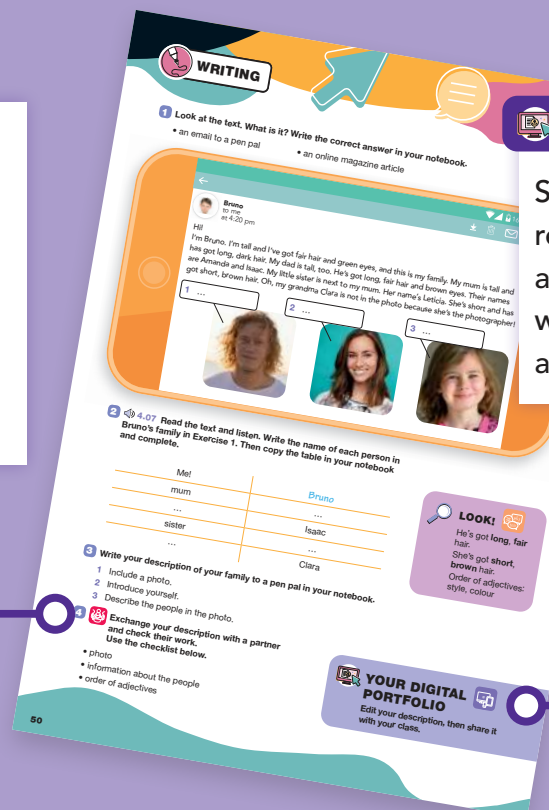 WRITING
1 Look at the text. What is it? Write the correct answer in your notebook.
• an email to a pen pal • an online magazine article
Bruno
to me
at 4:20 pm
Hi!
I'm Bruno. I'm tall and I've got fair hair and green eyes, and this is my family. My mum is tall and
has got long, dark hair. My dad is tall, too. He's got long, fair hair and brown eyes. Their names
are Amanda and Isaac. My little sister is next to my mum. Her name's Leticia. She's short and has
got short, brown hair. Oh, my grandma Clara is not in the photo because she's the photographer!
1 ...
2 ...
3 ...
2 4.07 Read the text and listen. Write the name of each person in
Bruno's family in Exercise 1. Then copy the table in your notebook
and complete.
Me! Bruno
mum ...
... Isaac
sister ...
... Clara
LOOK!
He's got long, fair
hair.
She's got short,
brown hair.
Order of adjectives:
style, colour
3 Write your description of your family to a pen pal in your notebook.
1 Include a photo.
2 Introduce yourself.
3 Describe the people in the photo.
4 Exchange your description with a partner
and check their work.
Use the checklist below.
• photo
• information about the people
• order of adjectives
YOUR DIGITAL
PORTFOLIO
Edit your description, then share it
with your class.
50